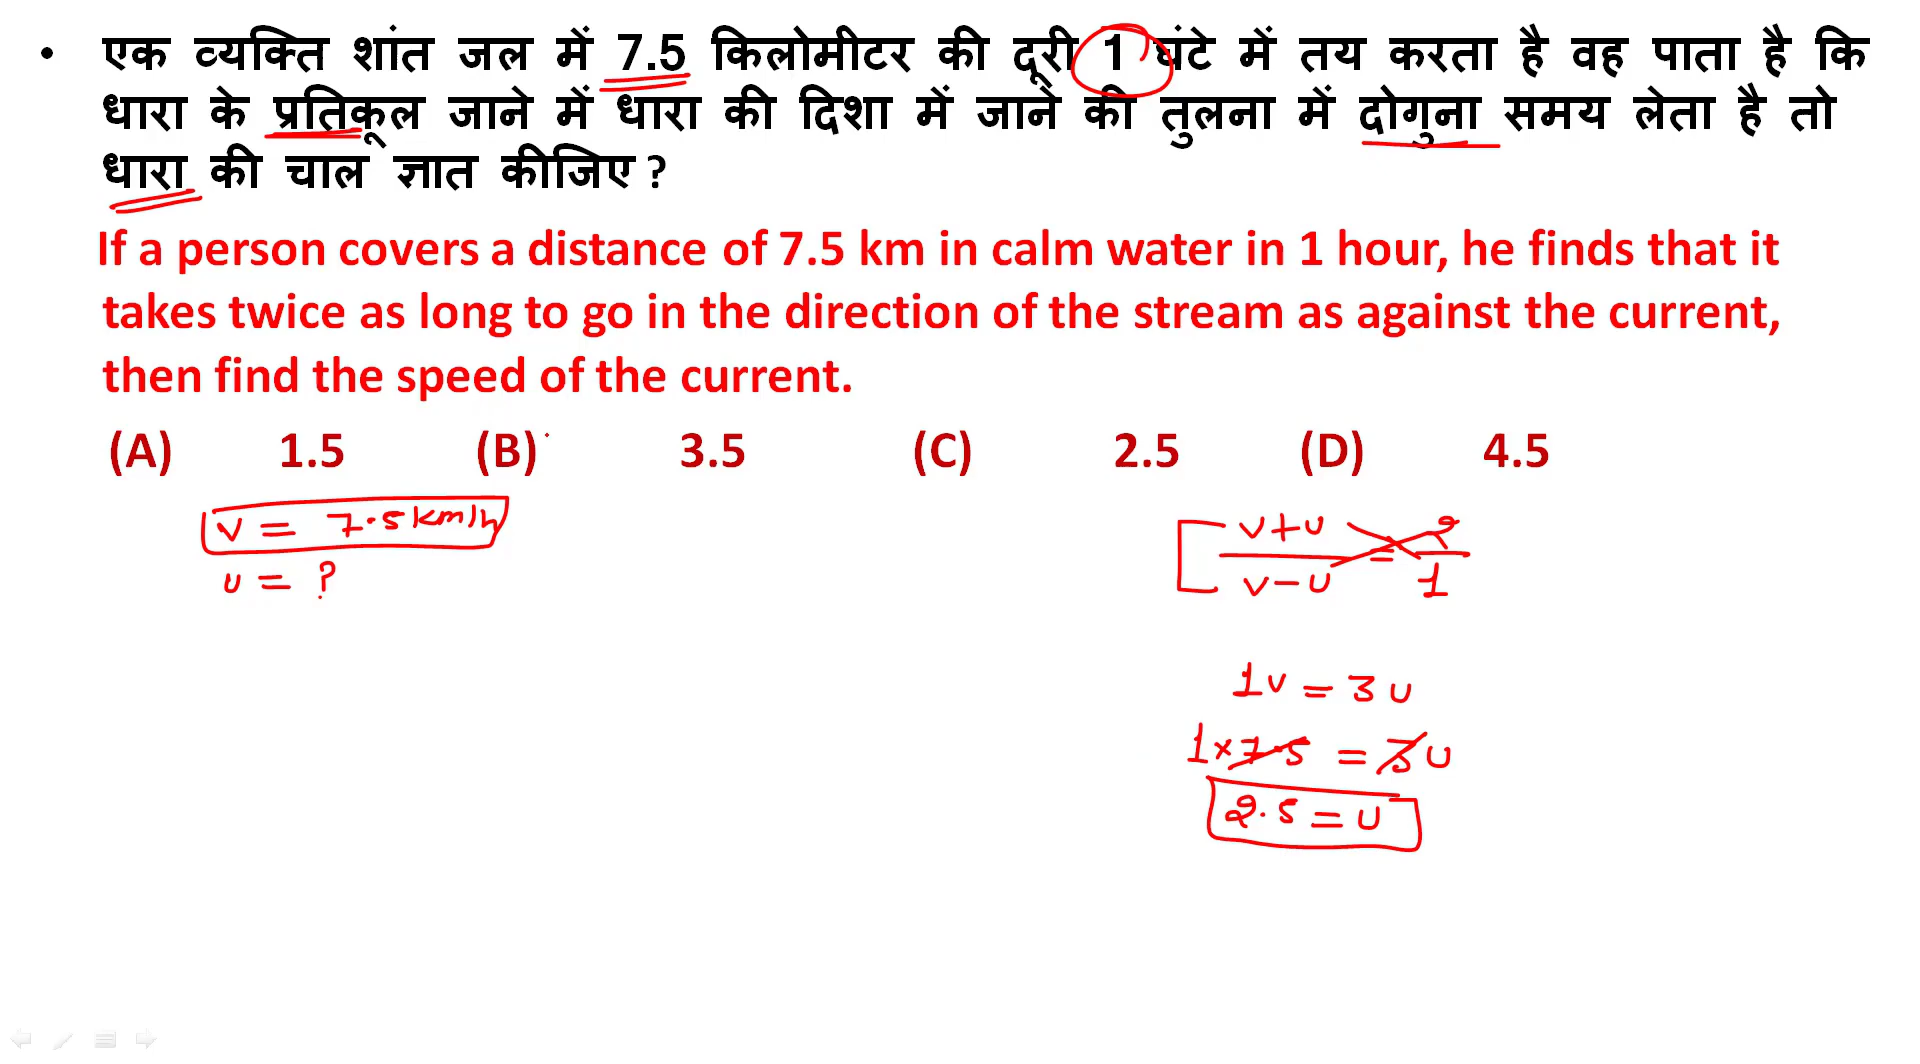 • एक व्यक्ति शांत जल में 7.5 किलोमीटर की दूरी 1 घंटे में तय करता है वह पाता है कि
धारा के प्रतिकूल जाने में धारा की दिशा में जाने की तुलना में दोगुना समय लेता है तो
धारा की चाल ज्ञात कीजिए ?
If a person covers a distance of 7.5 km in calm water in 1 hour, he finds that it
takes twice as long to go in the direction of the stream as against the current,
then find the speed of the current.
(A) 1.5 (B) 3.5 (C) 2.5 (D) 4.5
v = 7.5 km/h
u = ?
v+u / v-u = 2 / 1
1v = 3u
1×7.5 = 3u
2.5 = u